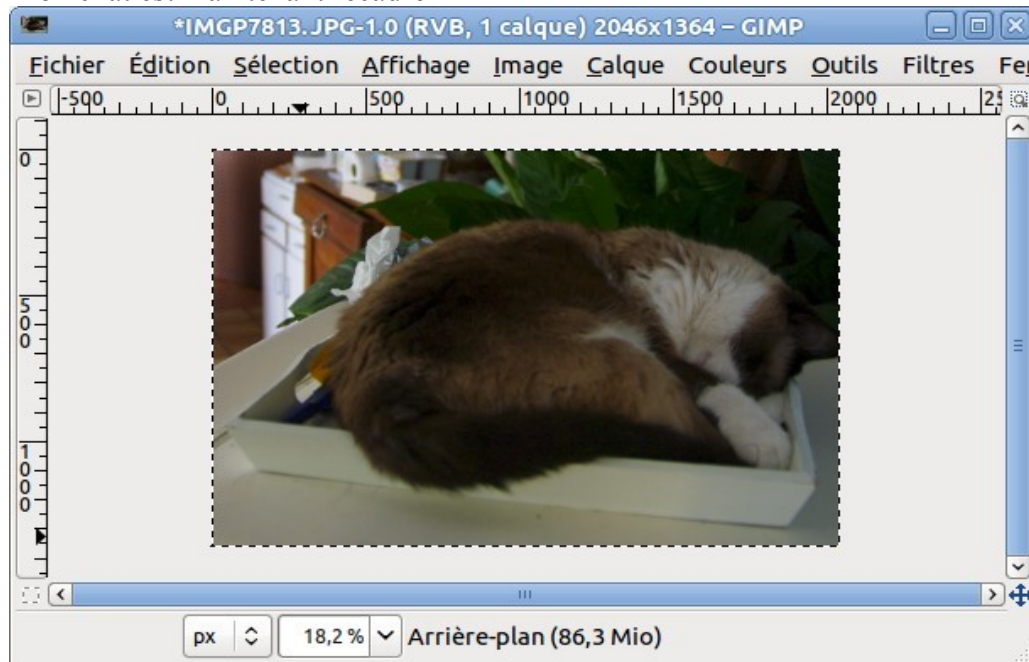 *IMGP7813.JPG-1.0 (RVB, 1 calque) 2046x1364 – GIMP
Fichier Édition Sélection Affichage Image Calque Couleurs Outils Filtres
-500 0 500 1000 1500 2000
0
500
1000
px 18,2 % Arrière-plan (86,3 Mio)